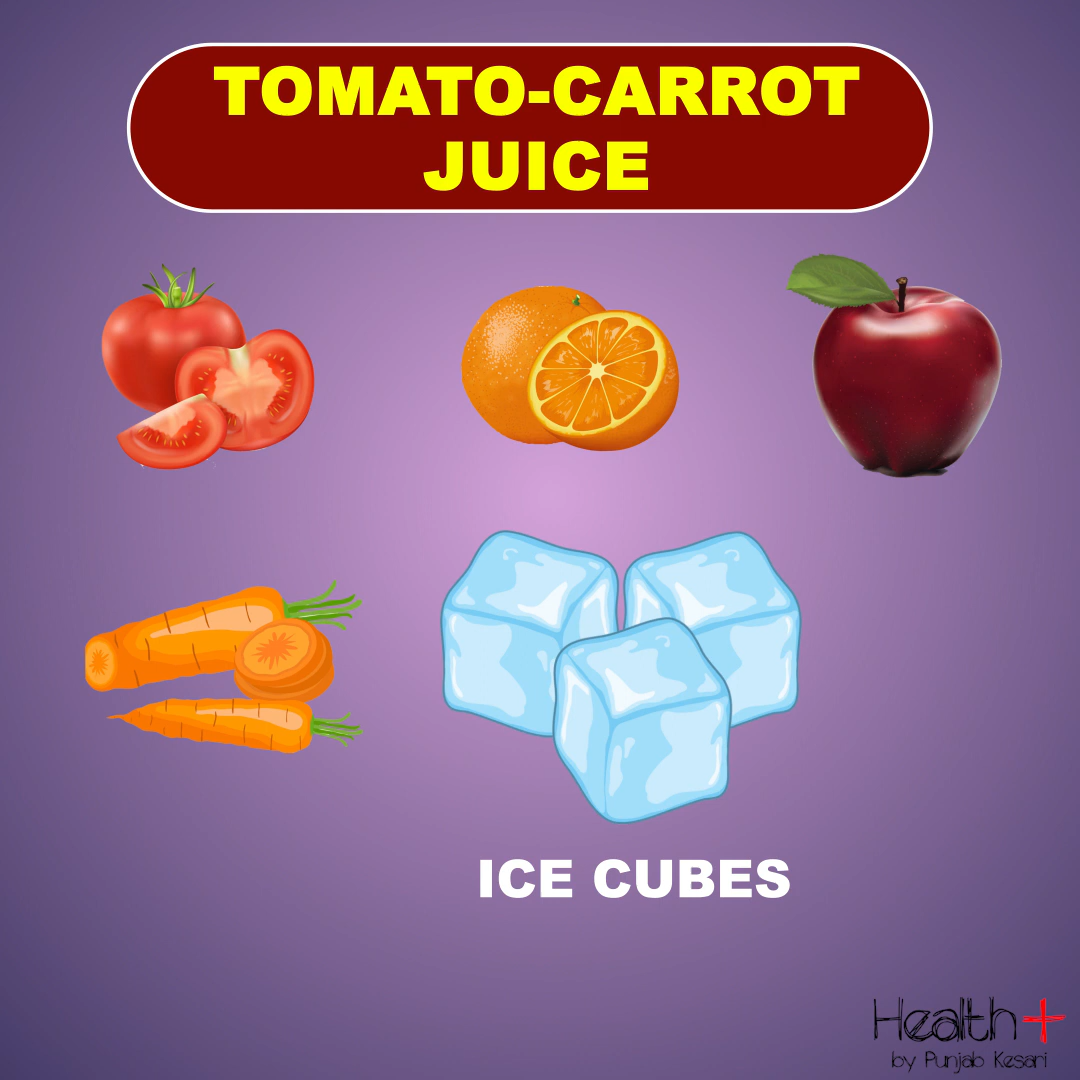 TOMATO-CARROT
JUICE
ICE CUBES
Health+
by Punjab Kesari